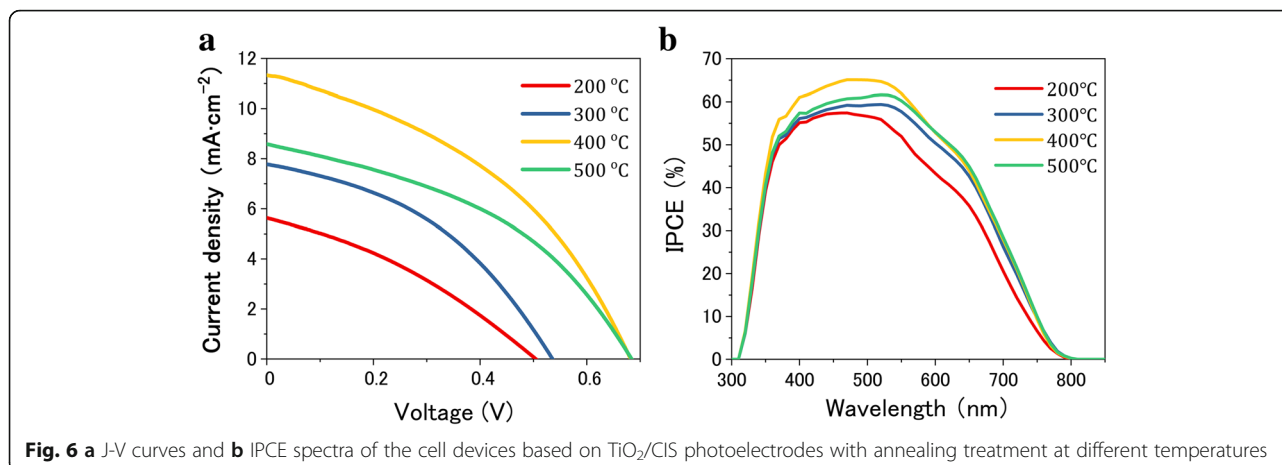 a
Current density (mA·cm⁻²)
12
10
8
6
4
2
0
0
0.2
0.4
0.6
Voltage (V)
200 °C
300 °C
400 °C
500 °C
b
IPCE (%)
70
60
50
40
30
20
10
0
300
400
500
600
700
800
Wavelength (nm)
200°C
300°C
400°C
500°C
Fig. 6 a J-V curves and b IPCE spectra of the cell devices based on TiO₂/CIS photoelectrodes with annealing treatment at different temperatures